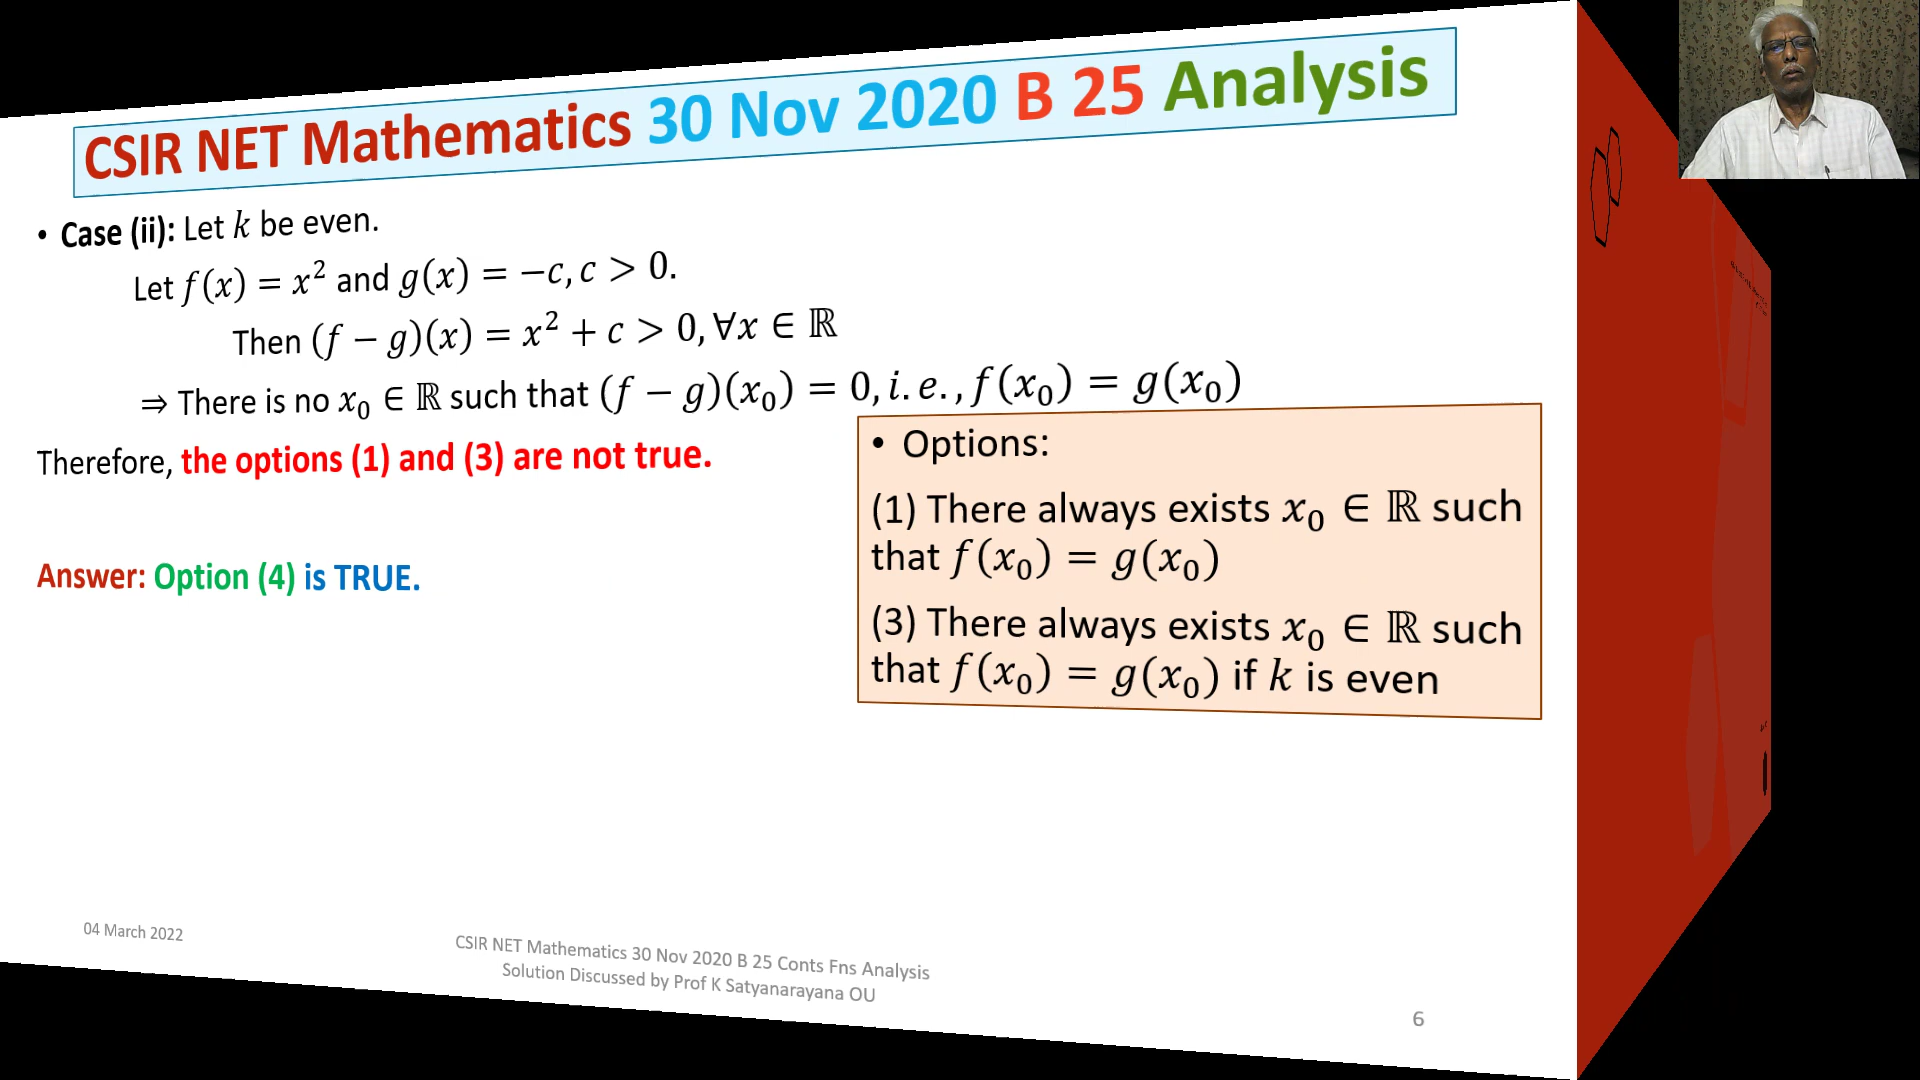 CSIR NET Mathematics 30 Nov 2020 B 25 Analysis
• Case (ii): Let k be even.
Let f(x) = x² and g(x) = −c, c > 0.
Then (f − g)(x) = x² + c > 0, ∀x ∈ ℝ
⇒ There is no x₀ ∈ ℝ such that (f − g)(x₀) = 0, i.e., f(x₀) = g(x₀)
Therefore, the options (1) and (3) are not true.
Answer: Option (4) is TRUE.
• Options:
(1) There always exists x₀ ∈ ℝ such
that f(x₀) = g(x₀)
(3) There always exists x₀ ∈ ℝ such
that f(x₀) = g(x₀) if k is even
04 March 2022
CSIR NET Mathematics 30 Nov 2020 B 25 Conts Fns Analysis
Solution Discussed by Prof K Satyanarayana OU
6